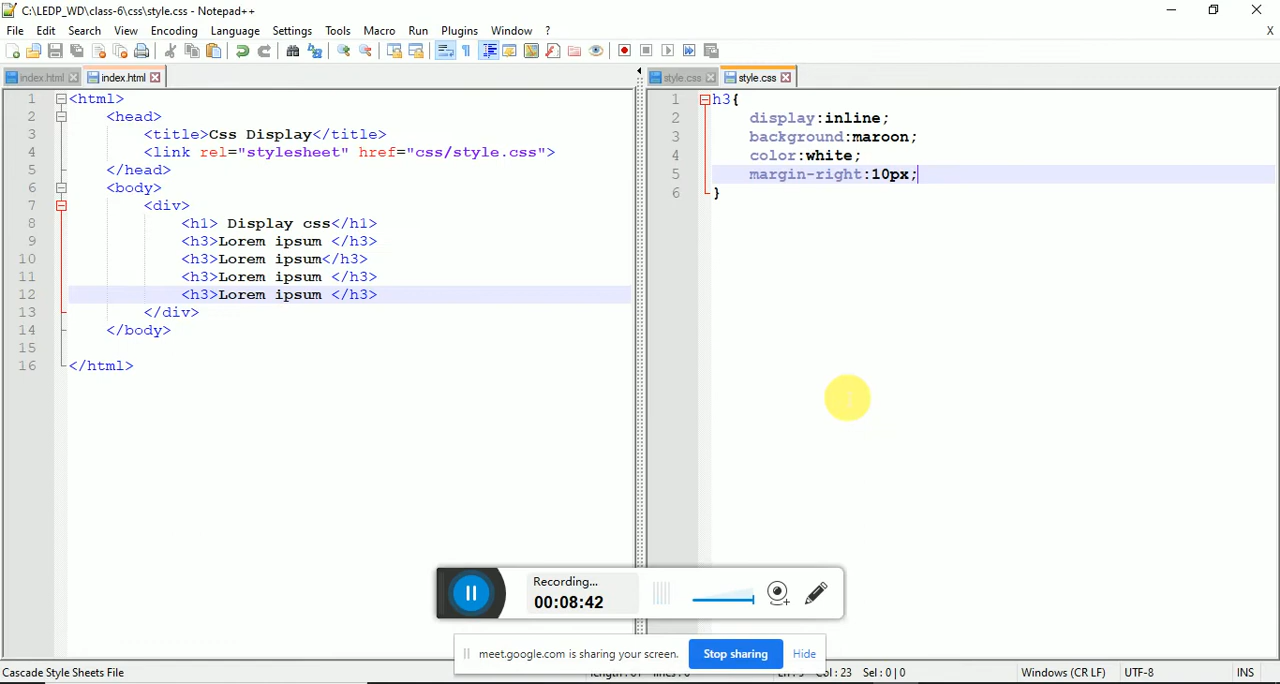 C:\LEDP_WD\class-6\css\style.css - Notepad++
File Edit Search View Encoding Language Settings Tools Macro Run Plugins Window ? X
index.html index.html style.css style.css
1 <html>
2 <head>
3 <title>Css Display</title>
4 <link rel="stylesheet" href="css/style.css">
5 </head>
6 <body>
7 <div>
8 <h1> Display css</h1>
9 <h3>Lorem ipsum </h3>
10 <h3>Lorem ipsum</h3>
11 <h3>Lorem ipsum </h3>
12 <h3>Lorem ipsum </h3>
13 </div>
14 </body>
15
16 </html>
1 h3{
2 display:inline;
3 background:maroon;
4 color:white;
5 margin-right:10px;
6 }
Recording...
00:08:42
meet.google.com is sharing your screen. Stop sharing Hide
Cascade Style Sheets File Col : 23 Sel : 0 | 0 Windows (CR LF) UTF-8 INS